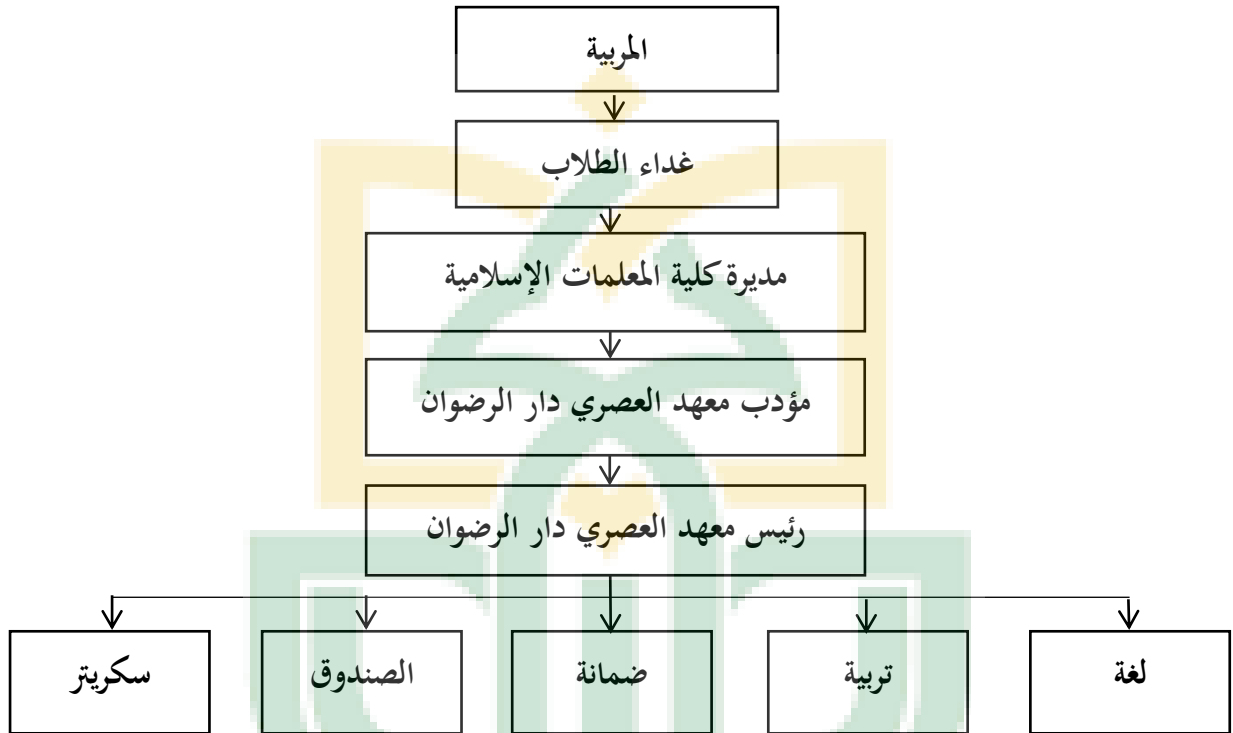 المربية
غداء الطلاب
مديرة كلية المعلمات الإسلامية
مؤدب معهد العصري دار الرضوان
رئيس معهد العصري دار الرضوان
لغة
تربية
ضمانة
الصندوق
سكريتر